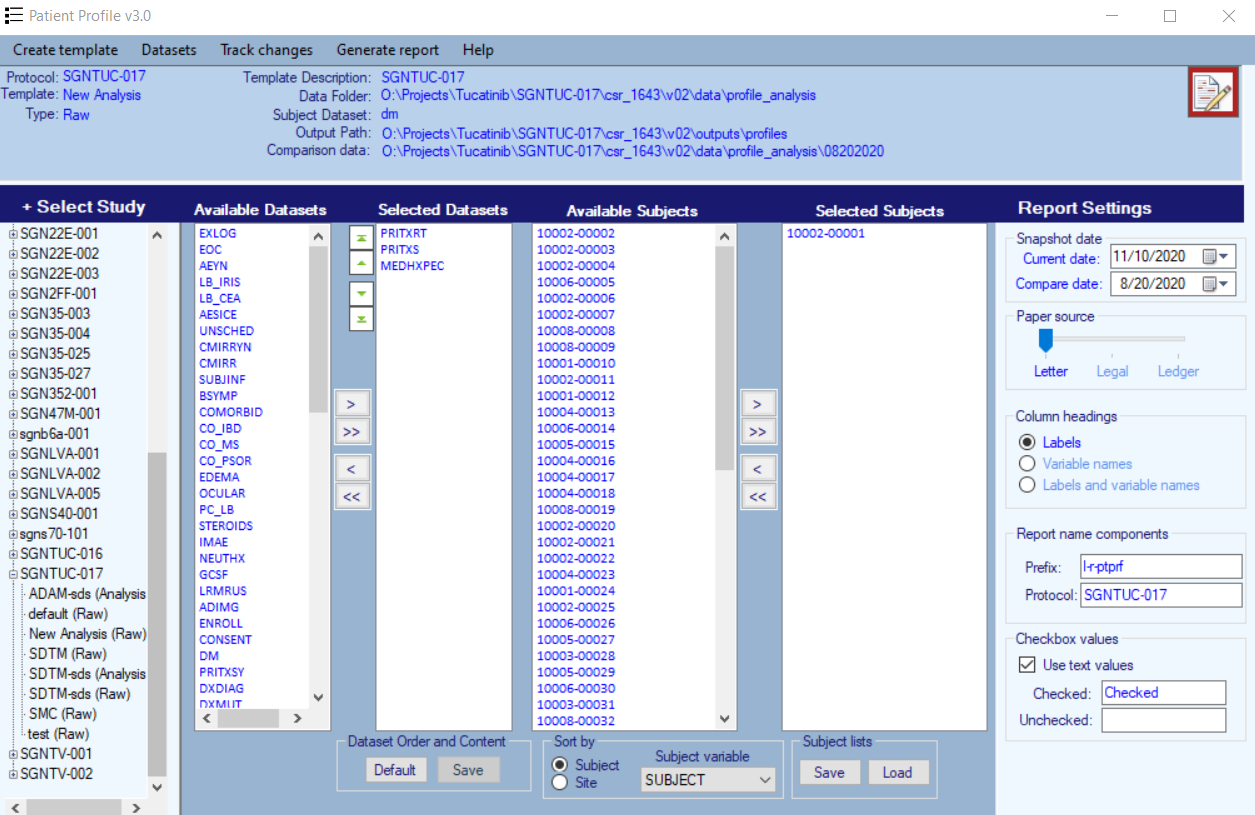 Patient Profile v3.0
Create template Datasets Track changes Generate report Help
Protocol: SGNTUC-017
Template: New Analysis
Type: Raw
Template Description: SGNTUC-017
Data Folder: O:\Projects\Tucatinib\SGNTUC-017\csr_1643\v02\data\profile_analysis
Subject Dataset: dm
Output Path: O:\Projects\Tucatinib\SGNTUC-017\csr_1643\v02\outputs\profiles
Comparison data: O:\Projects\Tucatinib\SGNTUC-017\csr_1643\v02\data\profile_analysis\08202020
+ Select Study
SGN22E-001
SGN22E-002
SGN22E-003
SGN2FF-001
SGN35-003
SGN35-004
SGN35-025
SGN35-027
SGN352-001
SGN47M-001
sgnb6a-001
SGNLVA-001
SGNLVA-002
SGNLVA-005
SGNS40-001
sgns70-101
SGNTUC-016
SGNTUC-017
ADAM-sds (Analysis
default (Raw)
New Analysis (Raw)
SDTM (Raw)
SDTM-sds (Analysis
SDTM-sds (Raw)
SMC (Raw)
test (Raw)
SGNTV-001
SGNTV-002
Available Datasets
EXLOG
EOC
AEYN
LB_IRIS
LB_CEA
AESICE
UNSCHED
CMIRRYN
CMIRR
SUBJINF
BSYMP
COMORBID
CO_IBD
CO_MS
CO_PSOR
EDEMA
OCULAR
PC_LB
STEROIDS
IMAE
NEUTHX
GCSF
LRMRUS
ADIMG
ENROLL
CONSENT
DM
PRITXSY
DXDIAG
DXMUT
>
>>
<
<<
Selected Datasets
PRITXRT
PRITXS
MEDHXPEC
Dataset Order and Content
Default Save
Available Subjects
10002-00002
10002-00003
10002-00004
10006-00005
10002-00006
10002-00007
10008-00008
10008-00009
10001-00010
10002-00011
10001-00012
10004-00013
10006-00014
10005-00015
10004-00016
10004-00017
10004-00018
10008-00019
10002-00020
10002-00021
10002-00022
10004-00023
10001-00024
10002-00025
10006-00026
10005-00027
10003-00028
10005-00029
10006-00030
10003-00031
10008-00032
Sort by
Subject
Site
Subject variable
SUBJECT
>
>>
<
<<
Selected Subjects
10002-00001
Subject lists
Save Load
Report Settings
Snapshot date
Current date: 11/10/2020
Compare date: 8/20/2020
Paper source
Letter Legal Ledger
Column headings
Labels
Variable names
Labels and variable names
Report name components
Prefix: l-r-ptprf
Protocol: SGNTUC-017
Checkbox values
Use text values
Checked: Checked
Unchecked: